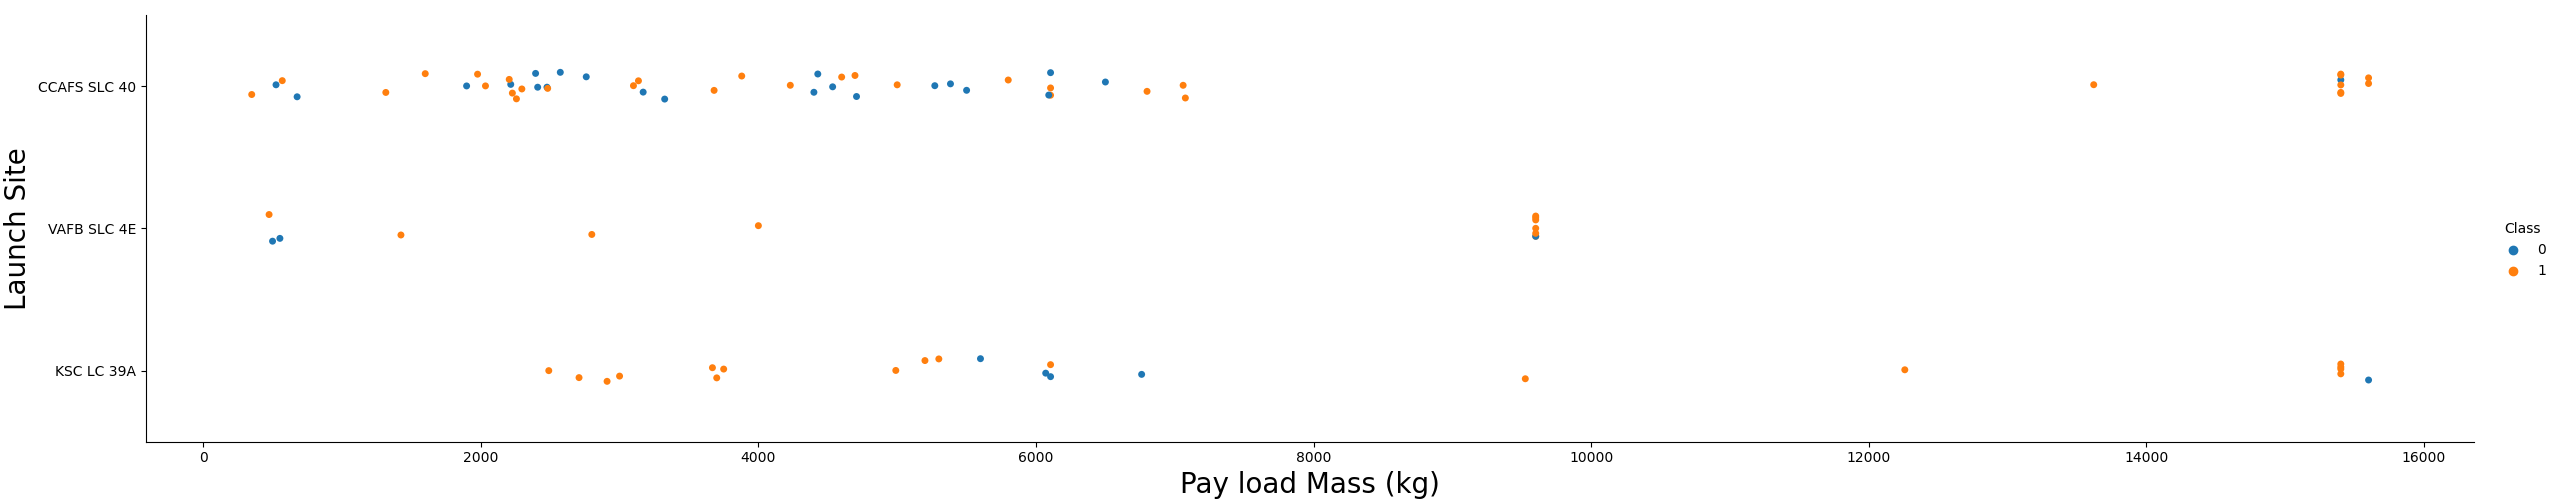 CCAFS SLC 40
VAFB SLC 4E
KSC LC 39A
Launch Site
0
2000
4000
6000
8000
10000
12000
14000
16000
Pay load Mass (kg)
Class
0
1